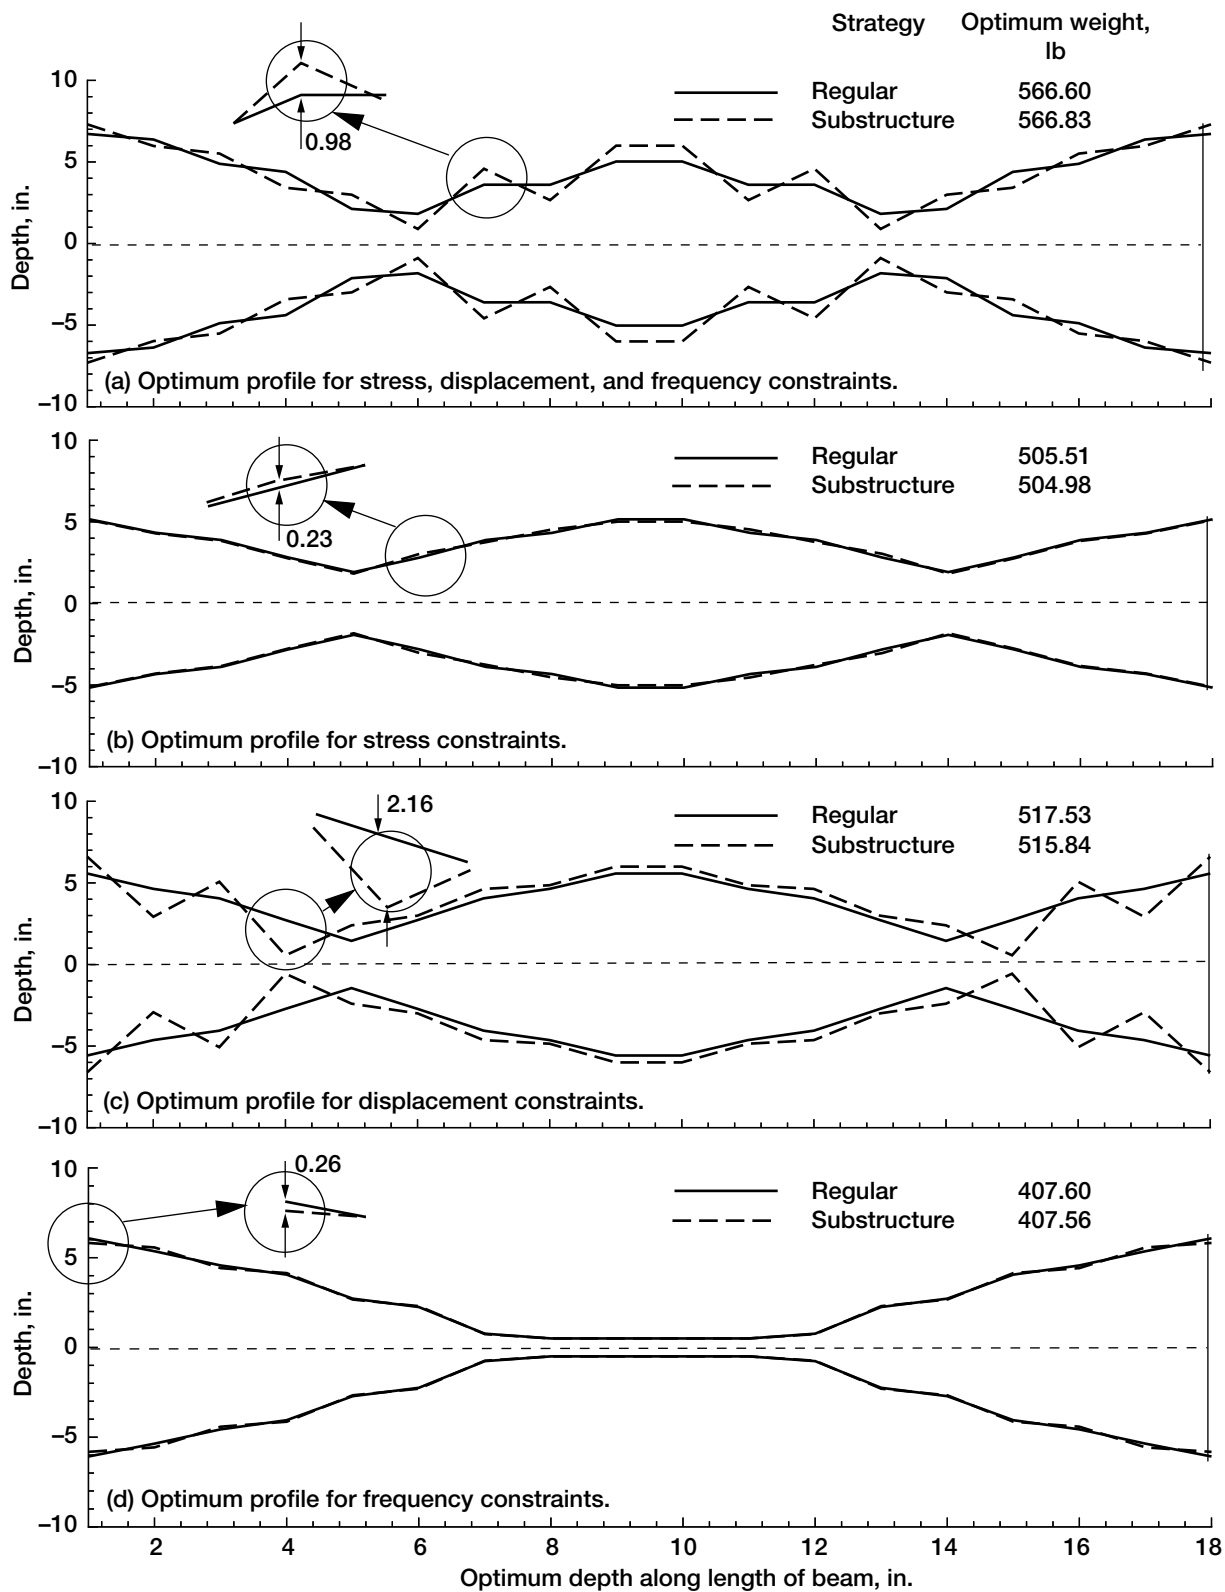 Strategy Optimum weight,
lb
Regular 566.60
Substructure 566.83
0.98
10
5
0
−5
−10
Depth, in.
(a) Optimum profile for stress, displacement, and frequency constraints.
Regular 505.51
Substructure 504.98
0.23
10
5
0
−5
−10
Depth, in.
(b) Optimum profile for stress constraints.
2.16
Regular 517.53
Substructure 515.84
10
5
0
−5
−10
Depth, in.
(c) Optimum profile for displacement constraints.
0.26
Regular 407.60
Substructure 407.56
10
5
0
−5
−10
Depth, in.
(d) Optimum profile for frequency constraints.
2 4 6 8 10 12 14 16 18
Optimum depth along length of beam, in.